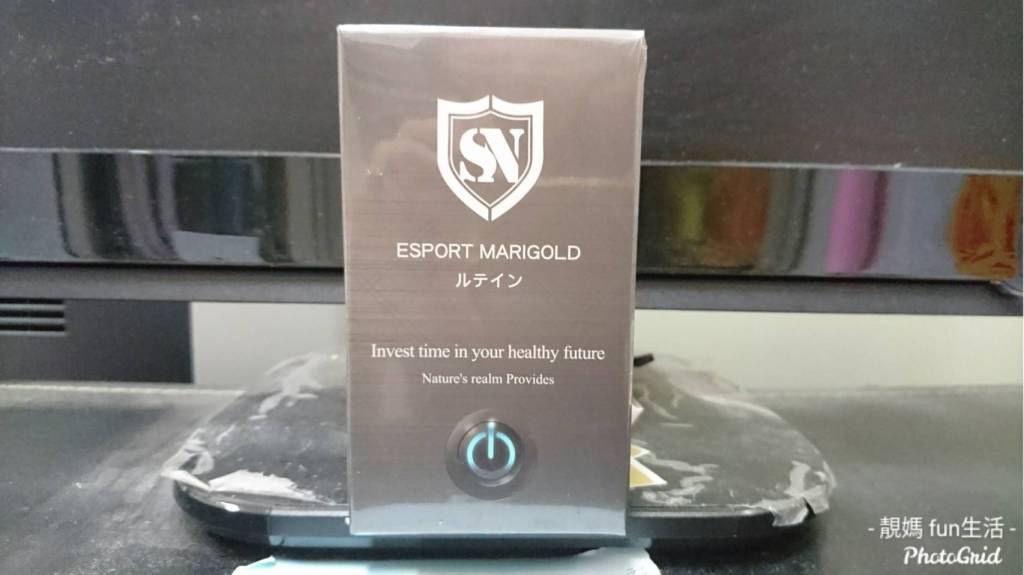 SN
ESPORT MARIGOLD
ルテイン
Invest time in your healthy future
Nature's realm Provides
- 靚媽 fun生活 -
PhotoGrid